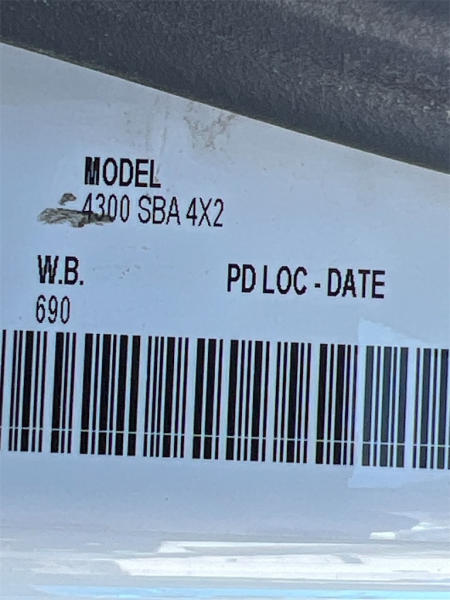 MODEL
4300 SBA 4X2
W.B.
PD LOC - DATE
690